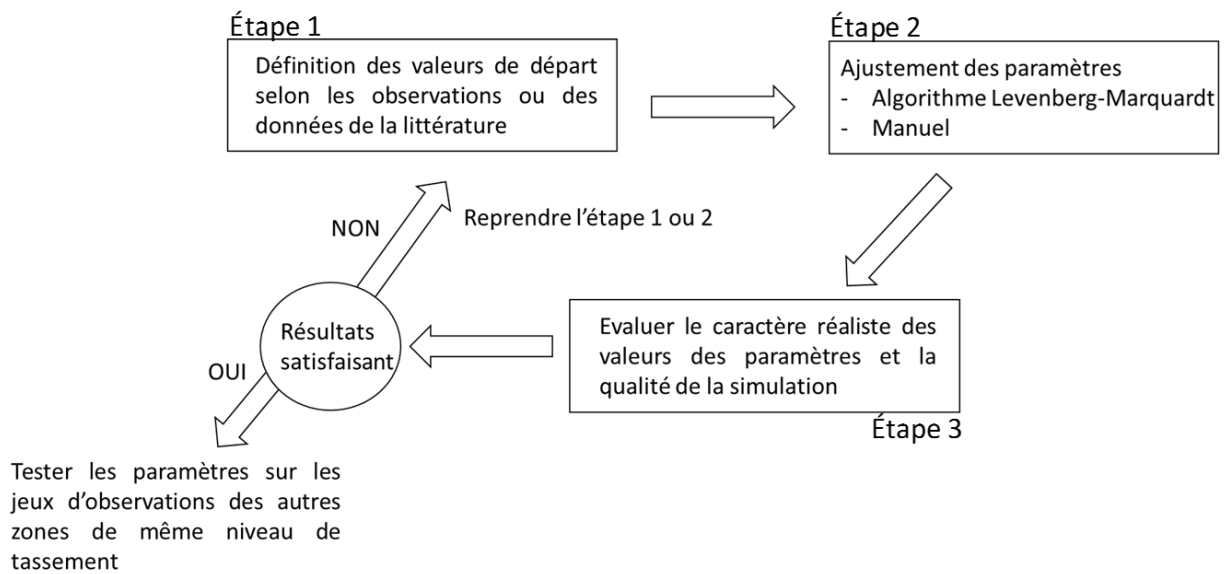 Étape 1
Définition des valeurs de départ
selon les observations ou des
données de la littérature
Étape 2
Ajustement des paramètres
- Algorithme Levenberg-Marquardt
- Manuel
NON
Reprendre l’étape 1 ou 2
Résultats
satisfaisant
Evaluer le caractère réaliste des
valeurs des paramètres et la
qualité de la simulation
Étape 3
OUI
Tester les paramètres sur les
jeux d’observations des autres
zones de même niveau de
tassement